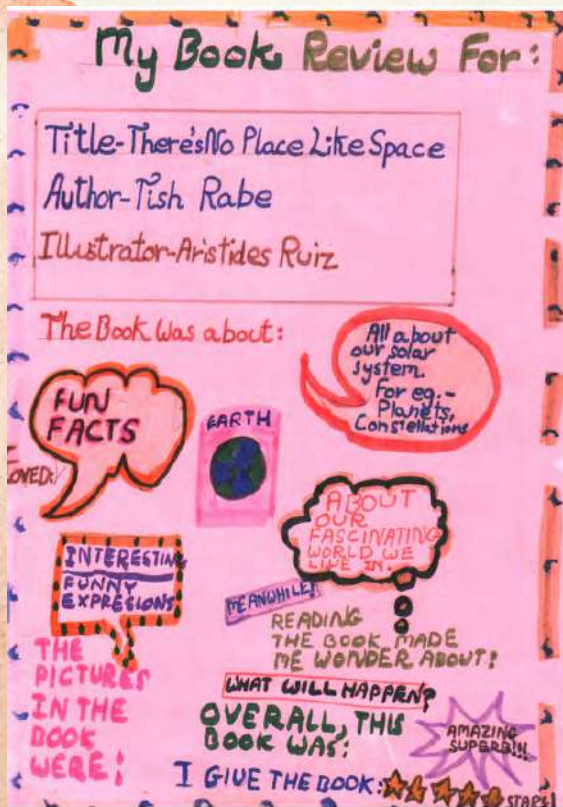 My Book Review For:
Title-There'sNo Place Like Space
Author-Tish Rabe
Illustrator-Aristides Ruiz
The Book Was about:
All about
our solar
system.
For eg.-
Planets,
Constellations
FUN
FACTS
EARTH
OVED:
ABOUT
OUR
FASCINATING
WORLD WE
LIVE IN.
INTERESTING
FUNNY
EXPRESIONS
MEANWHILE!
READING
THE BOOK MADE
ME WONDER ABOUT:
THE
PICTURES
IN THE
BOOK
WERE:
WHAT WILL HAPPEN?
OVERALL, THIS
BOOK WAS:
AMAZING
SUPERB!!!
I GIVE THE BOOK:
STARS!